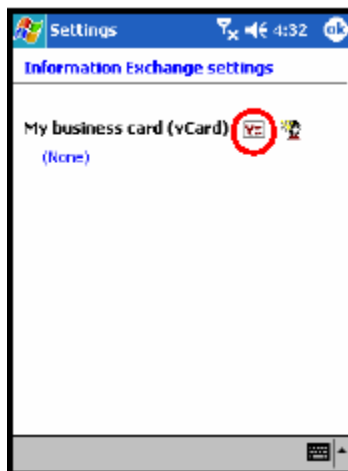 Settings 4:32 ok
Information Exchange settings
My business card (vCard)
(None)